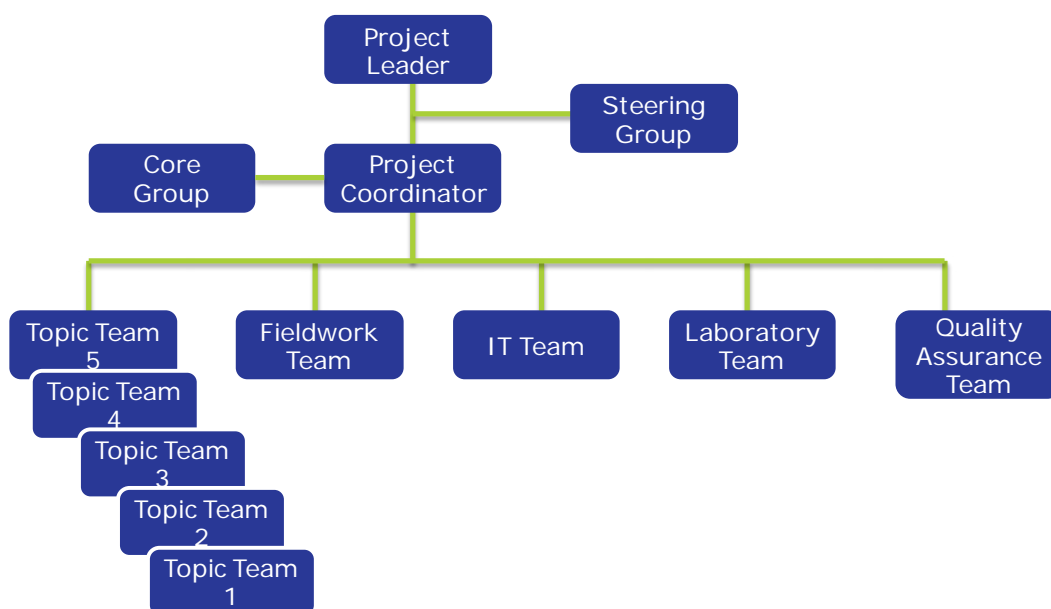 Project
Leader
Steering
Group
Core
Group
Project
Coordinator
Topic Team
5
Fieldwork
Team
IT Team
Laboratory
Team
Quality
Assurance
Team
Topic Team
4
Topic Team
3
Topic Team
2
Topic Team
1